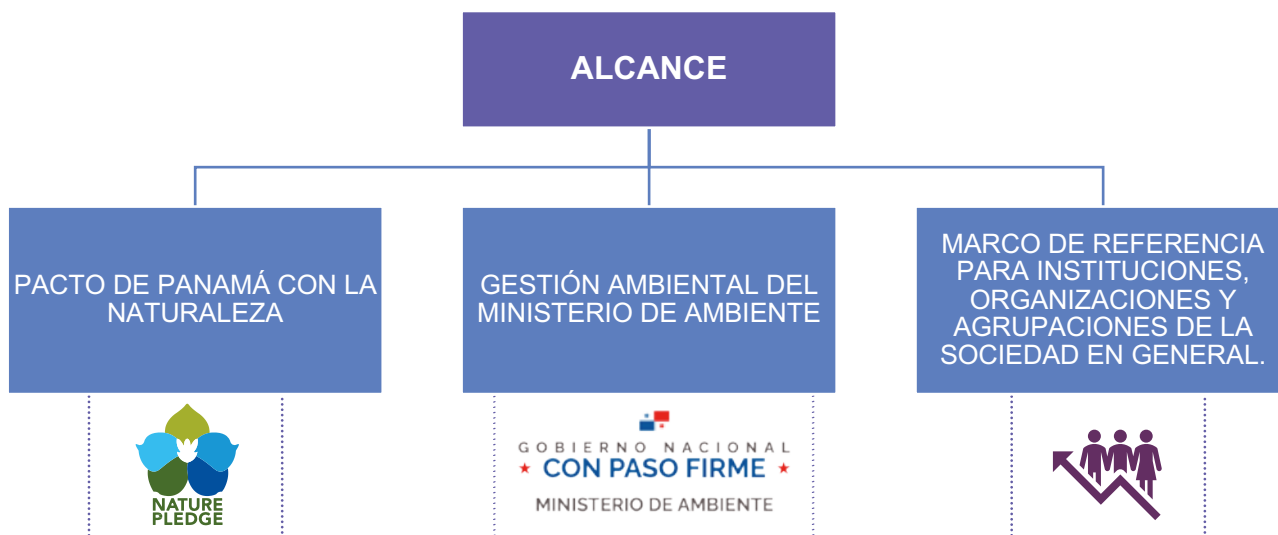 ALCANCE
PACTO DE PANAMÁ CON LA
NATURALEZA
GESTIÓN AMBIENTAL DEL
MINISTERIO DE AMBIENTE
MARCO DE REFERENCIA
PARA INSTITUCIONES,
ORGANIZACIONES Y
AGRUPACIONES DE LA
SOCIEDAD EN GENERAL.
NATURE
PLEDGE
GOBIERNO NACIONAL
CON PASO FIRME
MINISTERIO DE AMBIENTE